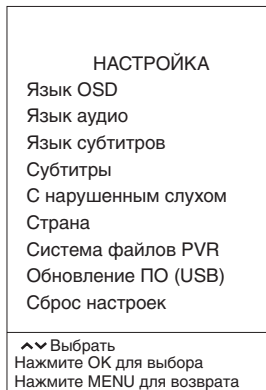 НАСТРОЙКА
Язык OSD
Язык аудио
Язык субтитров
Субтитры
С нарушенным слухом
Страна
Система файлов PVR
Обновление ПО (USB)
Сброс настроек
Выбрать
Нажмите OK для выбора
Нажмите MENU для возврата